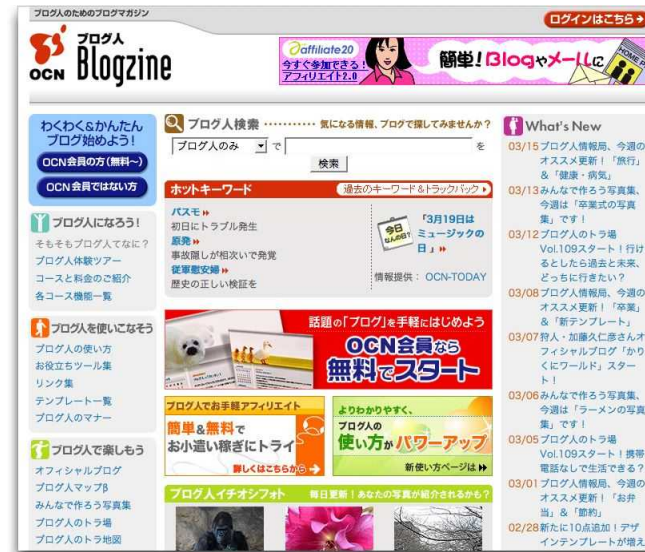 ブログ人のためのブログマガジン
ログインはこちら
OCN ブログ人
Blogzine
affiliate20
今すぐ参加できる!
アフィリエイト2.0
簡単!Blogやメールに
HOME P
わくわく&かんたん
ブログ始めよう!
OCN会員の方(無料〜)
OCN会員ではない方
ブログ人になろう!
そもそもブログ人てなに?
ブログ人体験ツアー
コースと料金のご紹介
各コース機能一覧
ブログ人を使いこなそう
ブログ人の使い方
お役立ちツール集
リンク集
テンプレート一覧
ブログ人のマナー
ブログ人で楽しもう
オフィシャルブログ
ブログ人マップβ
みんなで作ろう写真集
ブログ人のトラ場
ブログ人のトラ地図
ブログ人検索 ・・・・・・・・・・ 気になる情報、ブログで探してみませんか?
ブログ人のみ で を
検索
ホットキーワード
過去のキーワード&トラックバック
パスモ
初日にトラブル発生
原発
事故隠しが相次いで発覚
従軍慰安婦
歴史の正しい検証を
今日なんの日?
「3月19日は
ミュージックの
日」
情報提供: OCN-TODAY
話題の「ブログ」を手軽にはじめよう
OCN会員なら
無料でスタート
ブログ人でお手軽アフィリエイト
簡単&無料で
お小遣い稼ぎにトライ
詳しくはこちらから
よりわかりやすく、
ブログ人の
使い方がパワーアップ
新使い方ページは
ブログ人イチオシフォト 毎日更新!あなたの写真が紹介されるかも?
What's New
03/15ブログ人情報局、今週の
オススメ更新!「旅行」
&「健康・病気」
03/13みんなで作ろう写真集、
今週は「卒業式の写真
集」です!
03/12ブログ人のトラ場
Vol.109スタート!行け
るとしたら過去と未来、
どっちに行きたい?
03/08ブログ人情報局、今週の
オススメ更新!「卒業」
&「新テンプレート」
03/07狩人・加藤久仁彦さんオ
フィシャルブログ「かり
くにワールド」スター
ト!
03/06みんなで作ろう写真集、
今週は「ラーメンの写真
集」です!
03/05ブログ人のトラ場
Vol.109スタート!携帯
電話なしで生活できる?
03/01ブログ人情報局、今週の
オススメ更新!「お弁
当」&「節約」
02/28新たに10点追加!デザ
インテンプレートが増え